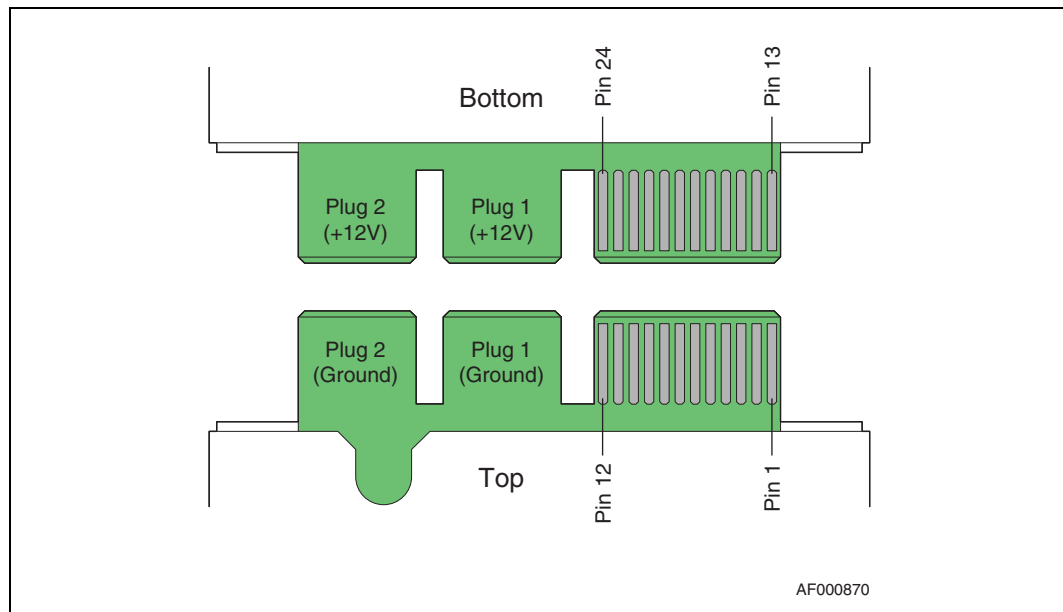 Bottom
Pin 24
Pin 13
Plug 2
(+12V)
Plug 1
(+12V)
Plug 2
(Ground)
Plug 1
(Ground)
Top
Pin 12
Pin 1
AF000870